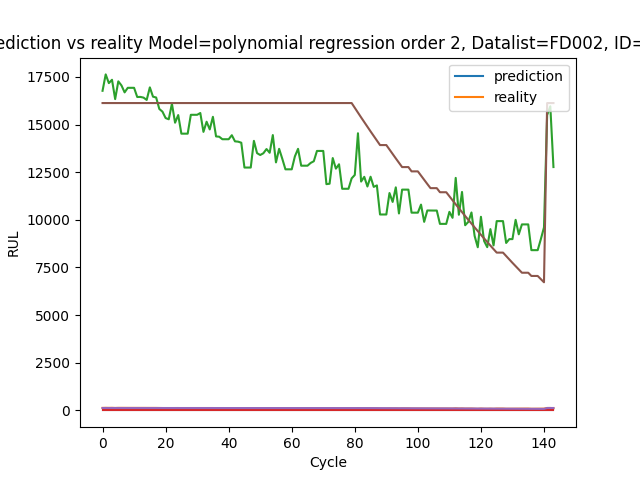 ediction vs reality Model=polynomial regression order 2, Datalist=FD002, ID=
17500
15000
12500
10000
7500
5000
2500
0
RUL
prediction
reality
0 20 40 60 80 100 120 140
Cycle